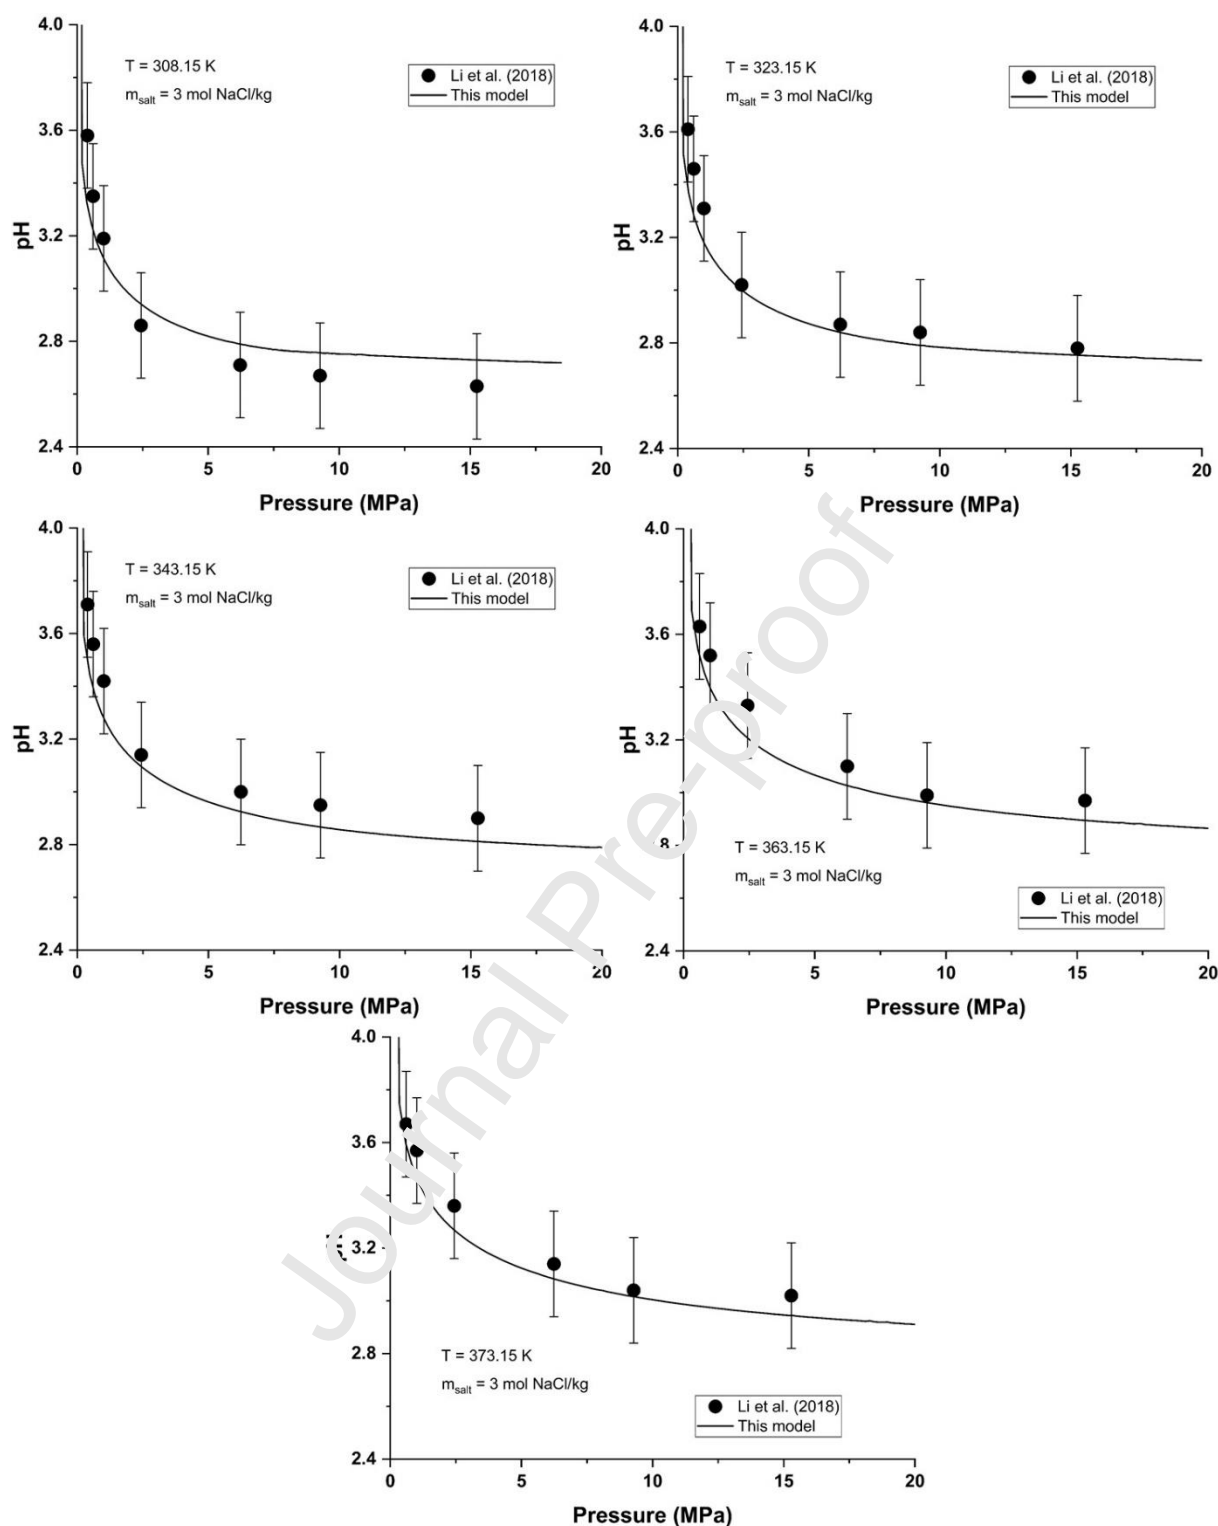 4.0
3.6
3.2
2.8
2.4
pH
T = 308.15 K
m_salt = 3 mol NaCl/kg
Li et al. (2018)
This model
0 5 10 15 20
Pressure (MPa)
4.0
3.6
3.2
2.8
2.4
pH
T = 323.15 K
m_salt = 3 mol NaCl/kg
Li et al. (2018)
This model
0 5 10 15 20
Pressure (MPa)
4.0
3.6
3.2
2.8
2.4
pH
T = 343.15 K
m_salt = 3 mol NaCl/kg
Li et al. (2018)
This model
0 5 10 15 20
Pressure (MPa)
4.0
3.6
3.2
2.8
2.4
pH
T = 363.15 K
m_salt = 3 mol NaCl/kg
Li et al. (2018)
This model
0 5 10 15 20
Pressure (MPa)
4.0
3.6
3.2
2.8
2.4
T = 373.15 K
m_salt = 3 mol NaCl/kg
Li et al. (2018)
This model
0 5 10 15 20
Pressure (MPa)
Journal Pre-proof